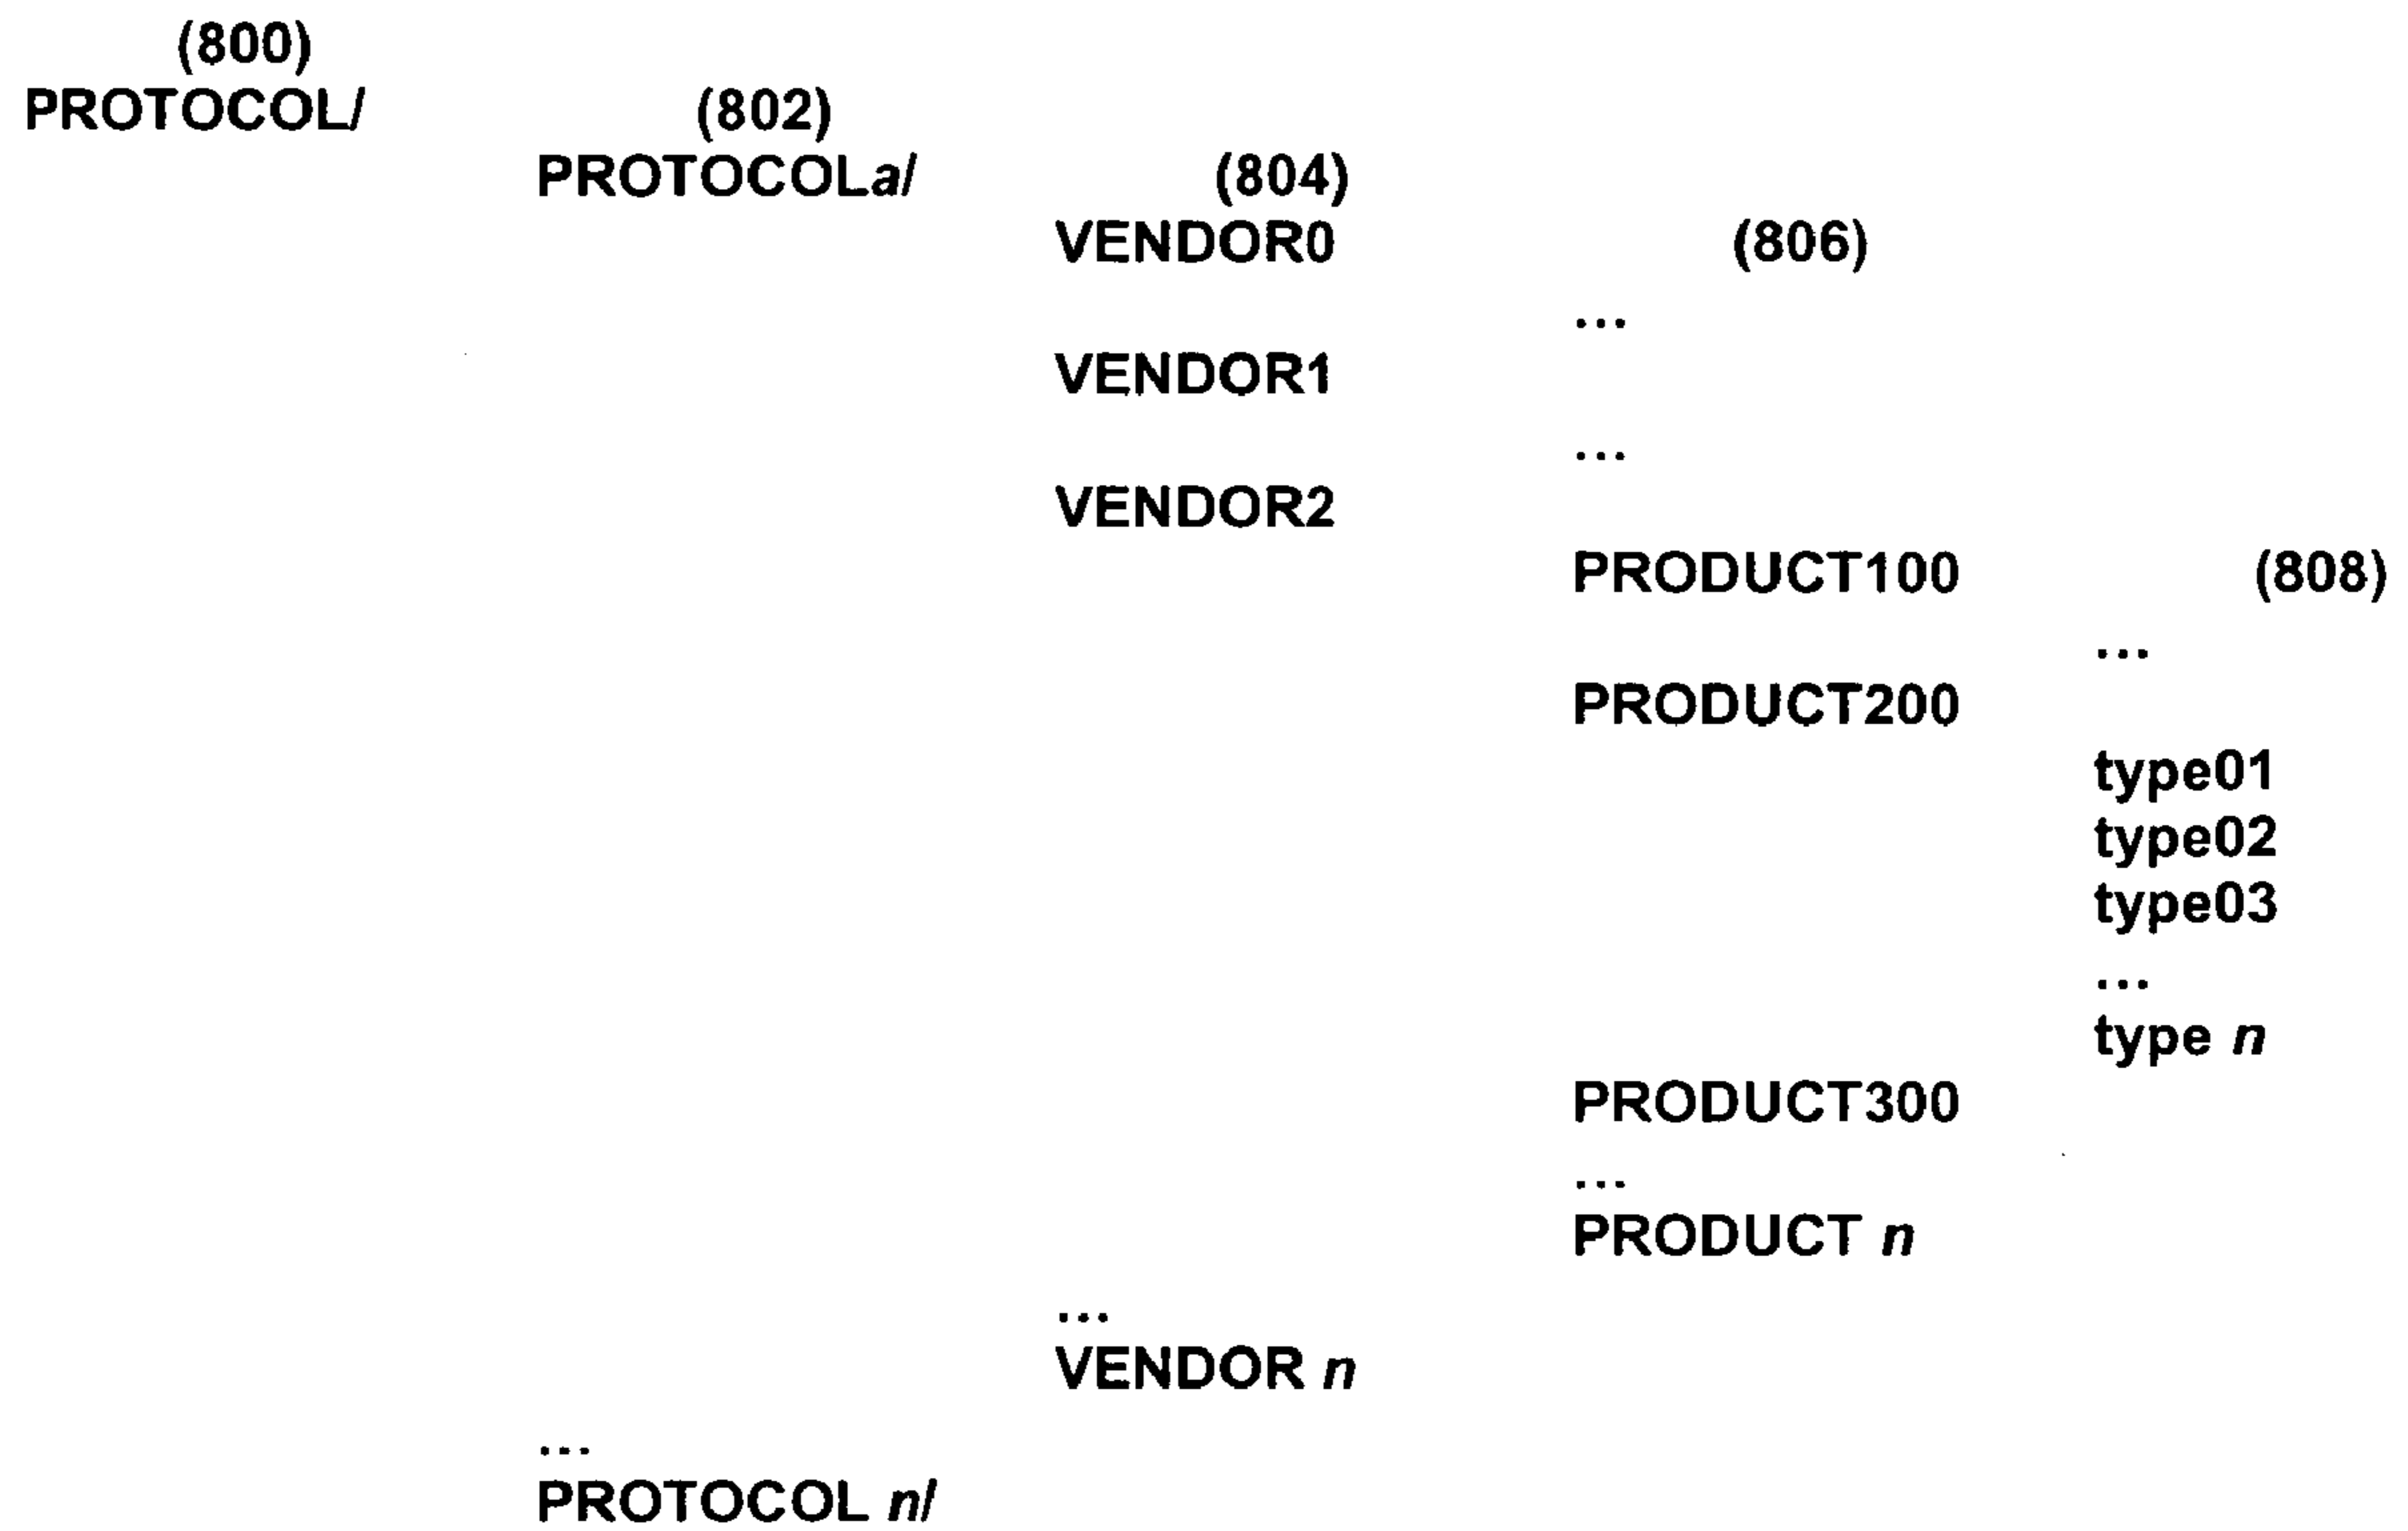 (800)
PROTOCOL/
(802)
PROTOCOLa/
(804)
VENDOR0
(806)
...
VENDOR1
...
VENDOR2
PRODUCT100
(808)
...
PRODUCT200
type01
type02
type03
...
type n
PRODUCT300
...
PRODUCT n
...
VENDOR n
...
PROTOCOL n/